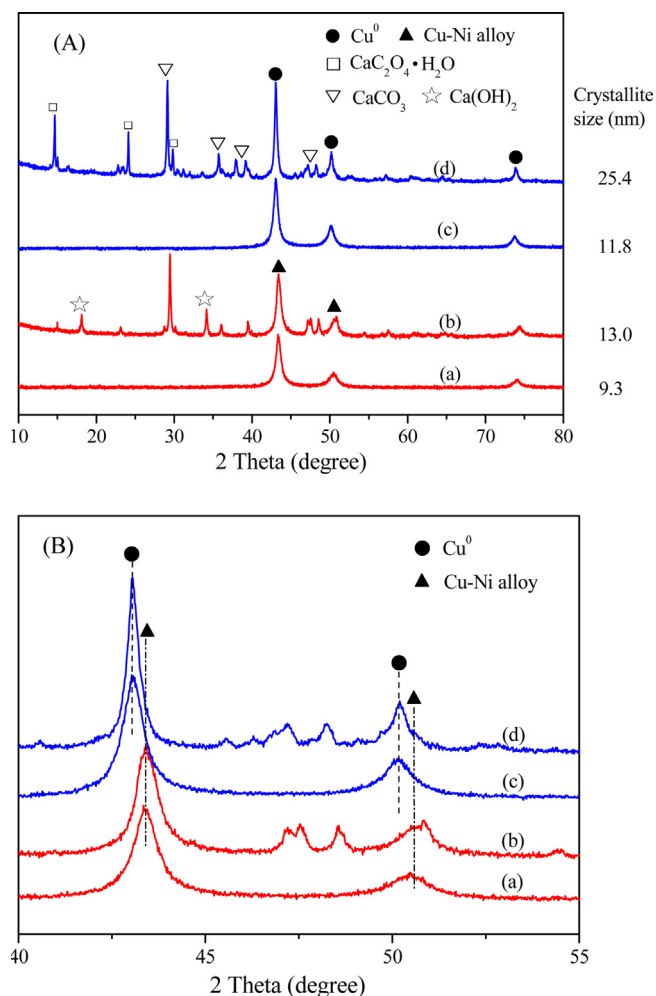 (A)
Cu⁰
Cu-Ni alloy
CaC₂O₄•H₂O
CaCO₃
Ca(OH)₂
Crystallite
size (nm)
(d)
25.4
(c)
11.8
(b)
13.0
(a)
9.3
10 20 30 40 50 60 70 80
2 Theta (degree)
(B)
Cu⁰
Cu-Ni alloy
(d)
(c)
(b)
(a)
40 45 50 55
2 Theta (degree)